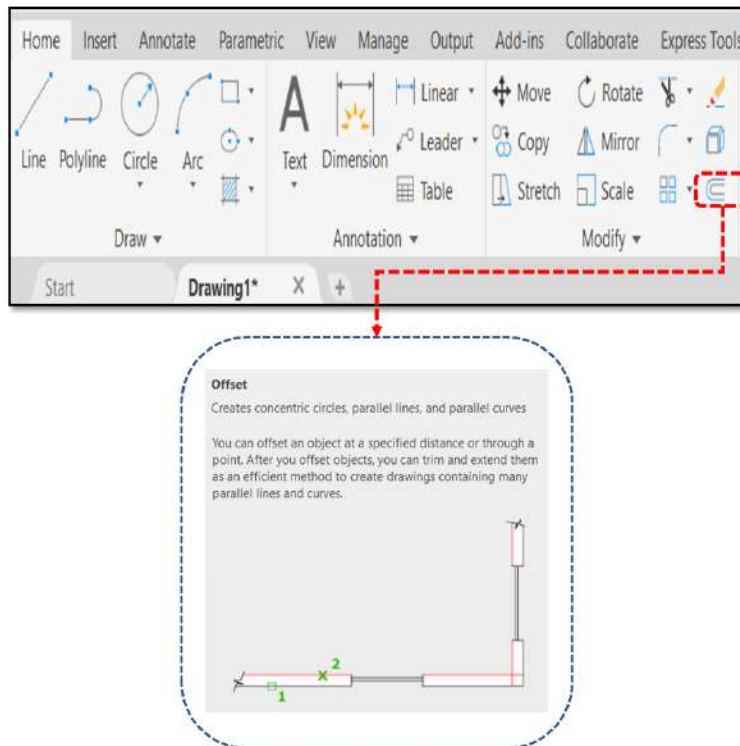 Home Insert Annotate Parametric View Manage Output Add-ins Collaborate Express Tools
Line Polyline Circle Arc
Draw
Text Dimension
Linear
Leader
Table
Annotation
Move Rotate
Copy Mirror
Stretch Scale
Modify
Start Drawing1* X +
Offset
Creates concentric circles, parallel lines, and parallel curves
You can offset an object at a specified distance or through a
point. After you offset objects, you can trim and extend them
as an efficient method to create drawings containing many
parallel lines and curves.
2
1